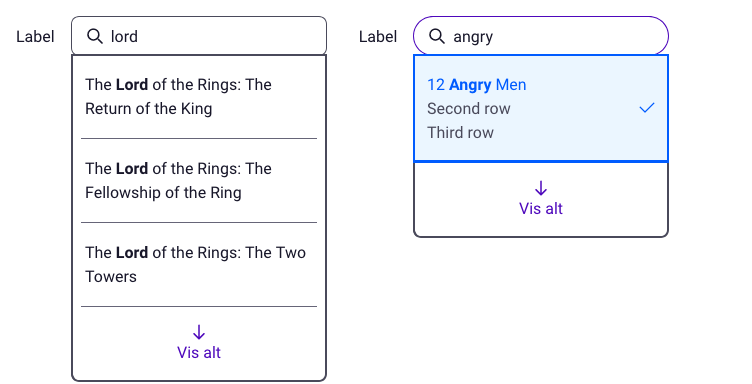 Label
lord
The Lord of the Rings: The
Return of the King
The Lord of the Rings: The
Fellowship of the Ring
The Lord of the Rings: The Two
Towers
Vis alt
Label
angry
12 Angry Men
Second row
Third row
Vis alt